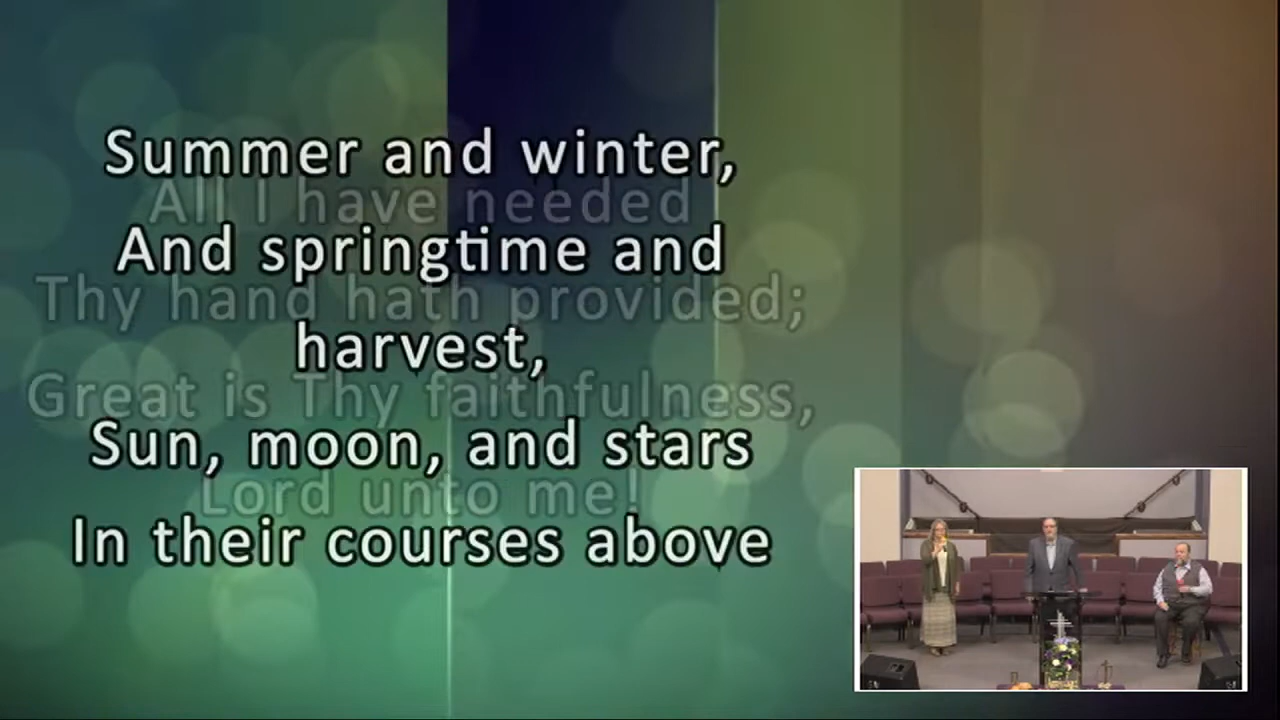 Summer and winter,
All I have needed
And springtime and
Thy hand hath provided;
harvest,
Great is Thy faithfulness,
Sun, moon, and stars
Lord unto me!
In their courses above